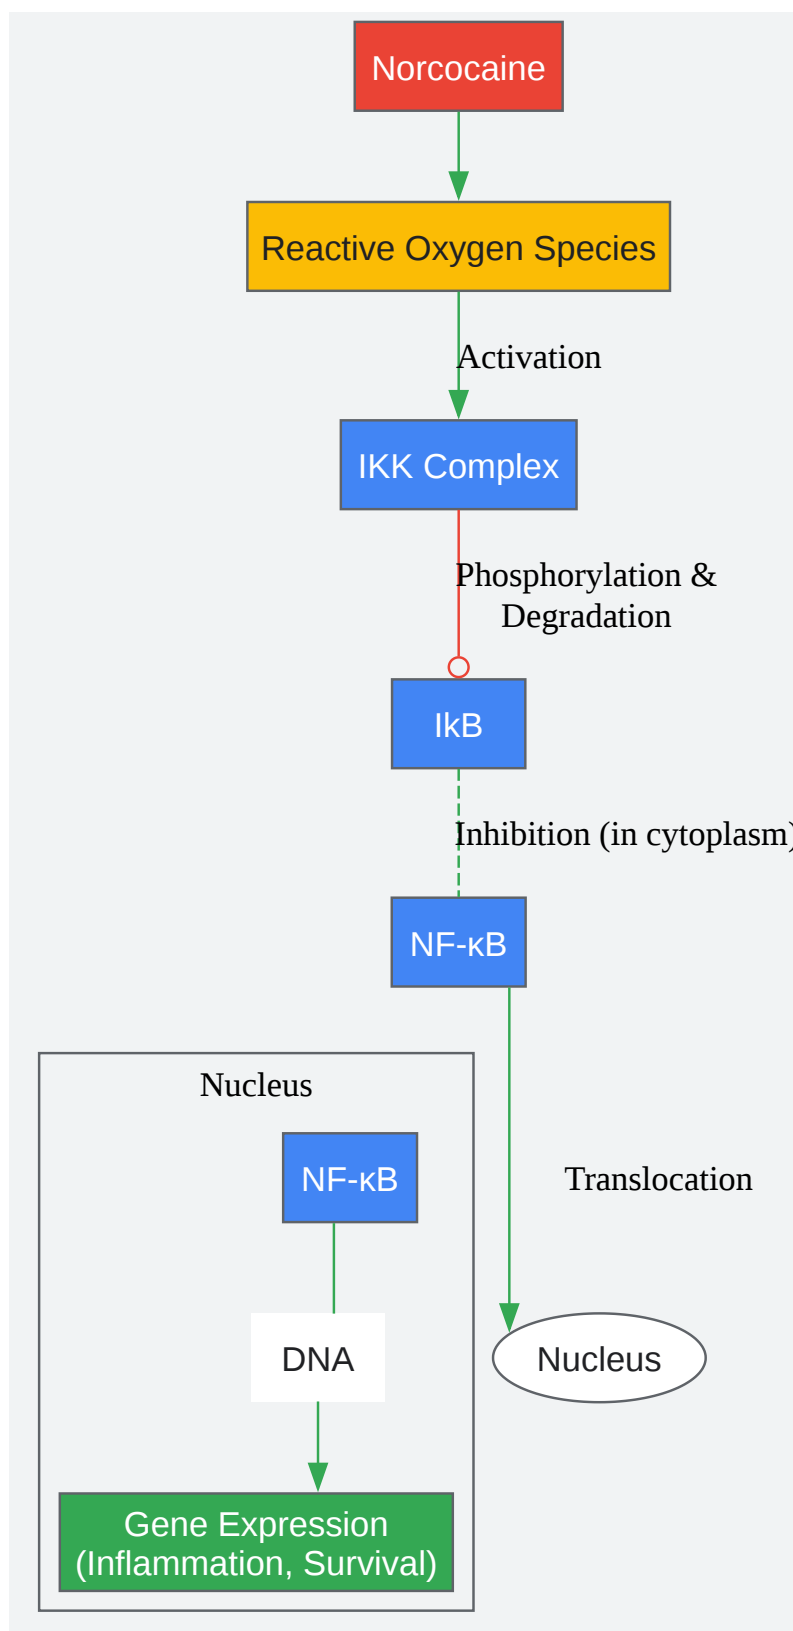 Norcocaine
Reactive Oxygen Species
Activation
IKK Complex
Phosphorylation &
Degradation
IkB
Inhibition (in cytoplasm)
NF-κB
Nucleus
NF-κB
Translocation
DNA
Nucleus
Gene Expression
(Inflammation, Survival)